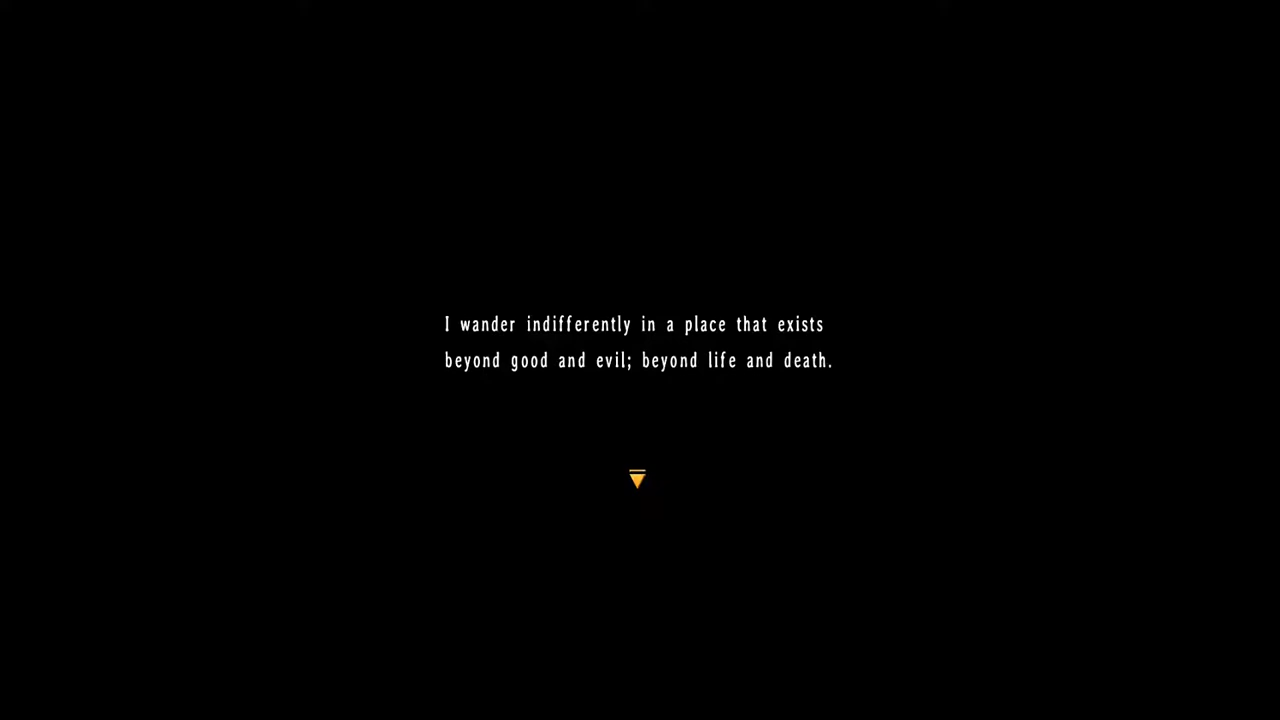 I wander indifferently in a place that exists
beyond good and evil; beyond life and death.